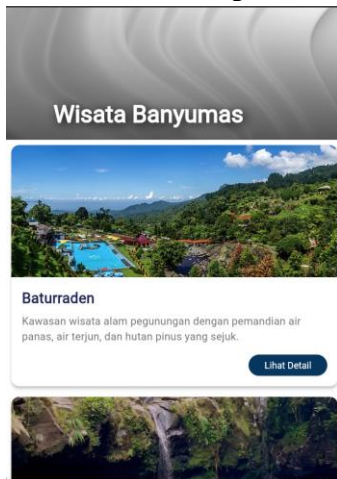 Wisata Banyumas
Baturraden
Kawasan wisata alam pegunungan dengan pemandian air
panas, air terjun, dan hutan pinus yang sejuk.
Lihat Detail